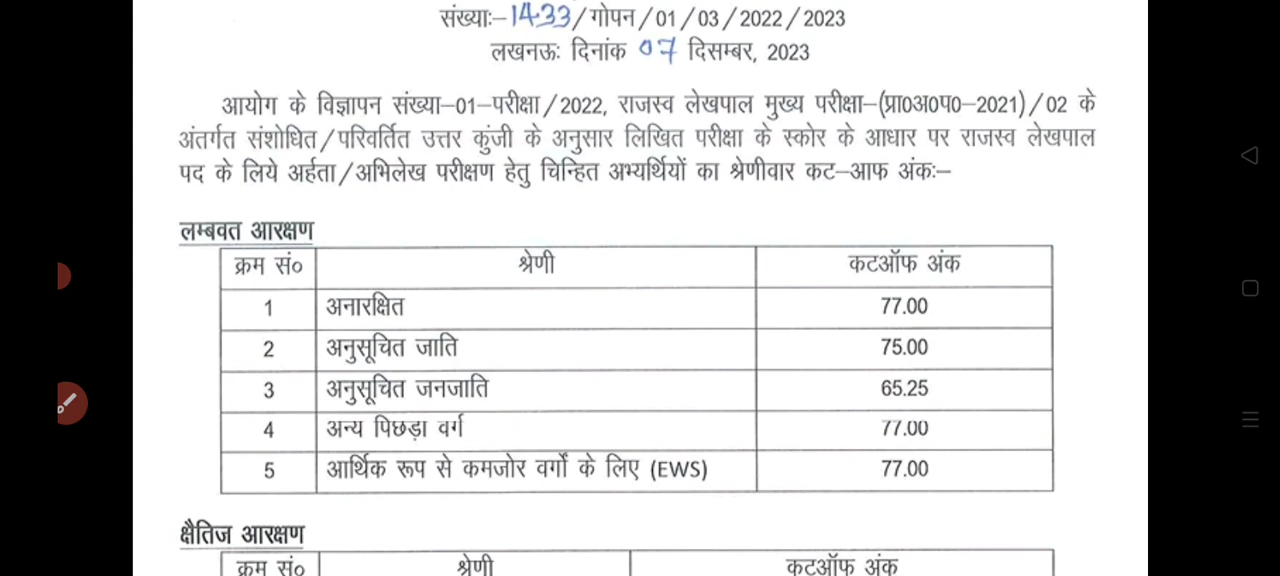 संख्याः–1433/गोपन/01/03/2022/2023
लखनऊः दिनांक 07 दिसम्बर, 2023
आयोग के विज्ञापन संख्या–01–परीक्षा/2022, राजस्व लेखपाल मुख्य परीक्षा–(प्रा0अ0प0–2021)/02 के
अंतर्गत संशोधित/परिवर्तित उत्तर कुंजी के अनुसार लिखित परीक्षा के स्कोर के आधार पर राजस्व लेखपाल
पद के लिये अर्हता/अभिलेख परीक्षण हेतु चिन्हित अभ्यर्थियों का श्रेणीवार कट–आफ अंकः–
लम्बवत आरक्षण
क्रम सं० श्रेणी कटऑफ अंक
1 अनारक्षित 77.00
2 अनुसूचित जाति 75.00
3 अनुसूचित जनजाति 65.25
4 अन्य पिछड़ा वर्ग 77.00
5 आर्थिक रूप से कमजोर वर्गों के लिए (EWS) 77.00
क्षैतिज आरक्षण
क्रम सं० श्रेणी कटऑफ अंक